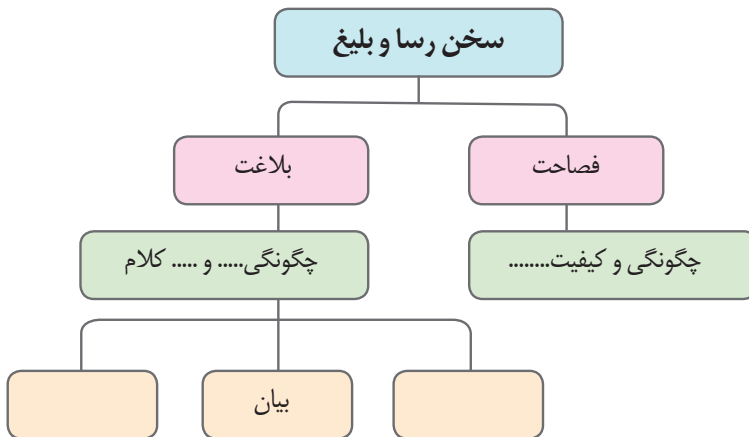 سخن رسا و بلیغ
فصاحت
بلاغت
چگونگی و کیفیت........
چگونگی..... و ..... کلام
بیان